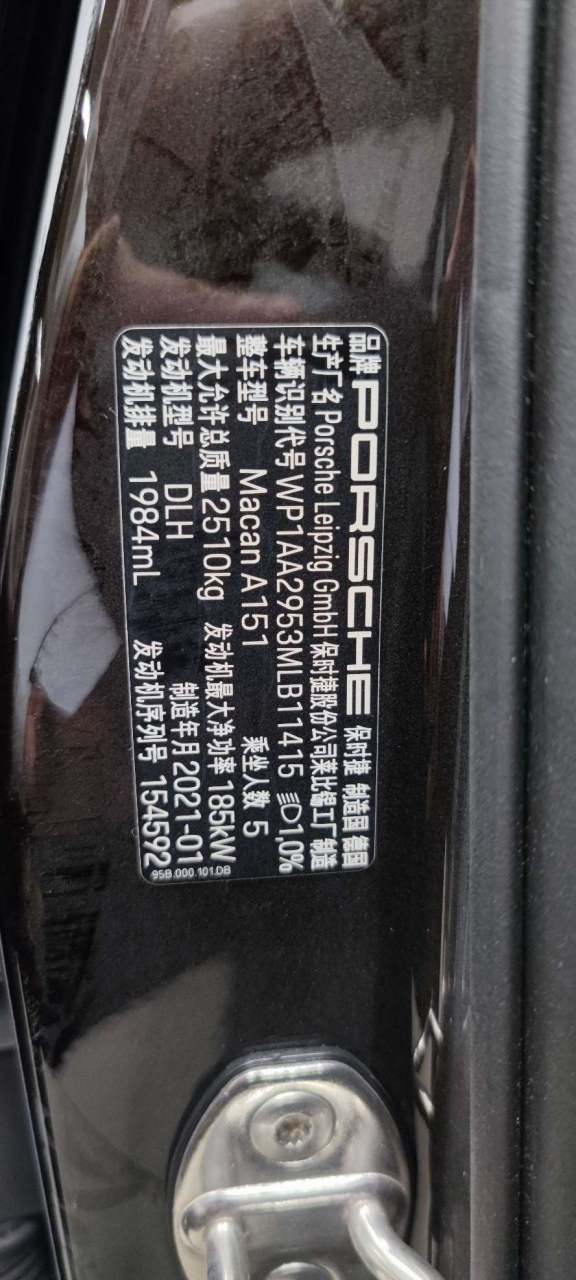 品牌 PORSCHE 保时捷 制造国 德国
生产厂名 Porsche Leipzig GmbH 保时捷股份公司莱比锡工厂制造
车辆识别代号 WP1AA2953MLB11415 1,0%
整车型号 Macan A151 乘坐人数 5
最大允许总质量 2510kg 发动机最大净功率 185kW
发动机型号 DLH 制造年月 2021-01
发动机排量 1984mL 发动机序列号 154592
95B.000.101.DB